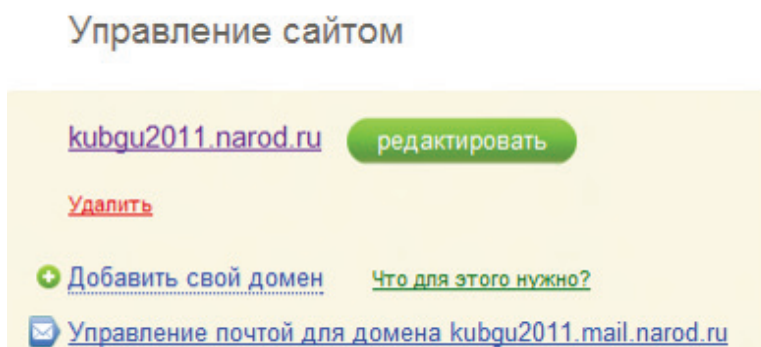 Управление сайтом
kubgu2011.narod.ru редактировать
Удалить
Добавить свой домен Что для этого нужно?
Управление почтой для домена kubgu2011.mail.narod.ru